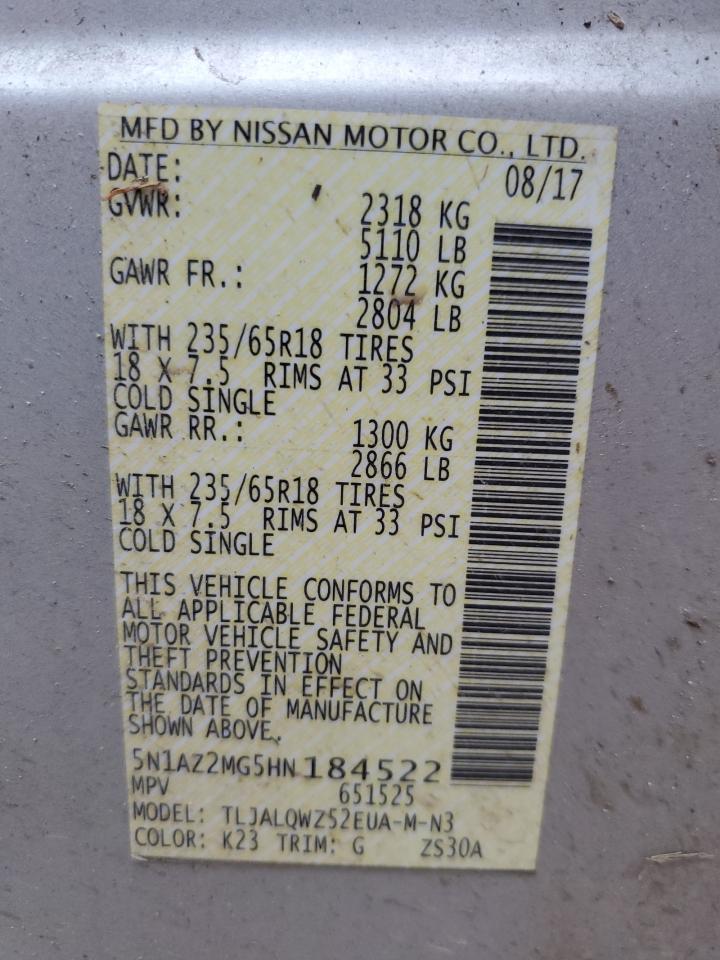 MFD BY NISSAN MOTOR CO., LTD.
DATE: 08/17
GVWR: 2318 KG
5110 LB
GAWR FR.: 1272 KG
2804 LB
WITH 235/65R18 TIRES
18 X 7.5 RIMS AT 33 PSI
COLD SINGLE
GAWR RR.: 1300 KG
2866 LB
WITH 235/65R18 TIRES
18 X 7.5 RIMS AT 33 PSI
COLD SINGLE
THIS VEHICLE CONFORMS TO
ALL APPLICABLE FEDERAL
MOTOR VEHICLE SAFETY AND
THEFT PREVENTION
STANDARDS IN EFFECT ON
THE DATE OF MANUFACTURE
SHOWN ABOVE.
5N1AZ2MG5HN184522
MPV 651525
MODEL: TLJALQWZ52EUA-M-N3
COLOR: K23 TRIM: G ZS30A